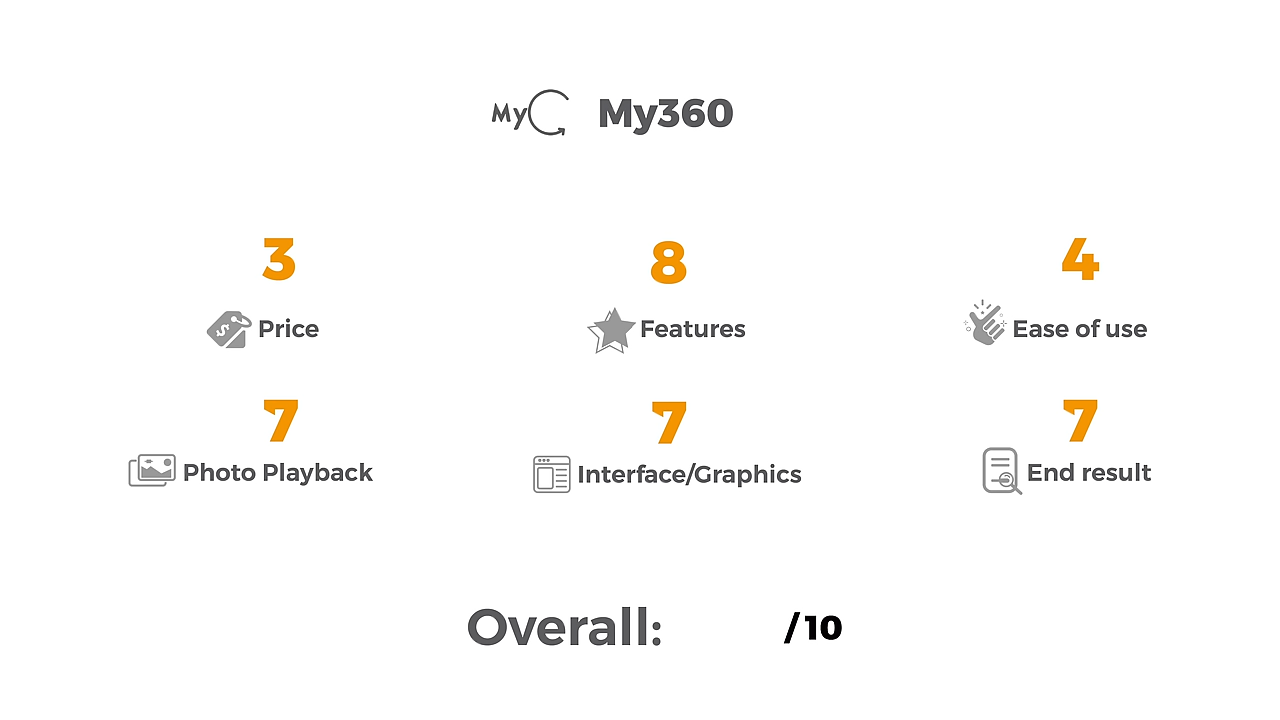 My My360
3 8 4
Price Features Ease of use
7 7 7
Photo Playback Interface/Graphics End result
Overall: /10